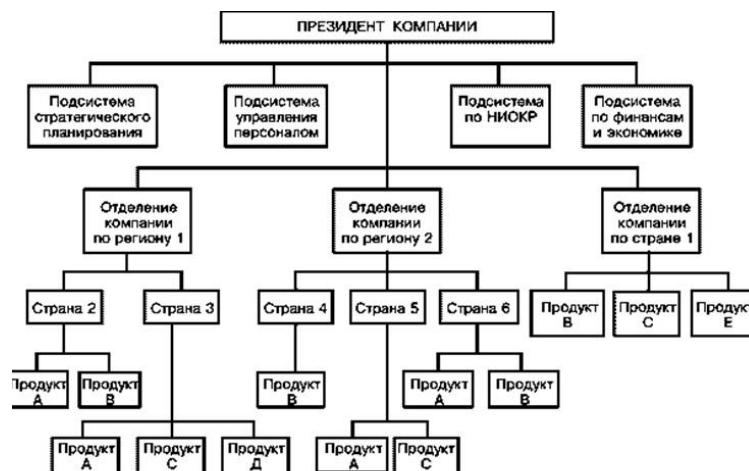 ПРЕЗИДЕНТ КОМПАНИИ
Подсистема
стратегического
планирования
Подсистема
управления
персоналом
Подсистема
по НИОКР
Подсистема
по финансам
и экономике
Отделение
компании
по региону 1
Отделение
компании
по региону 2
Отделение
компании
по стране 1
Страна 2
Страна 3
Страна 4
Страна 5
Страна 6
Продукт
В
Продукт
С
Продукт
Е
Продукт
А
Продукт
В
Продукт
В
Продукт
А
Продукт
В
Продукт
А
Продукт
С
Продукт
Д
Продукт
А
Продукт
С